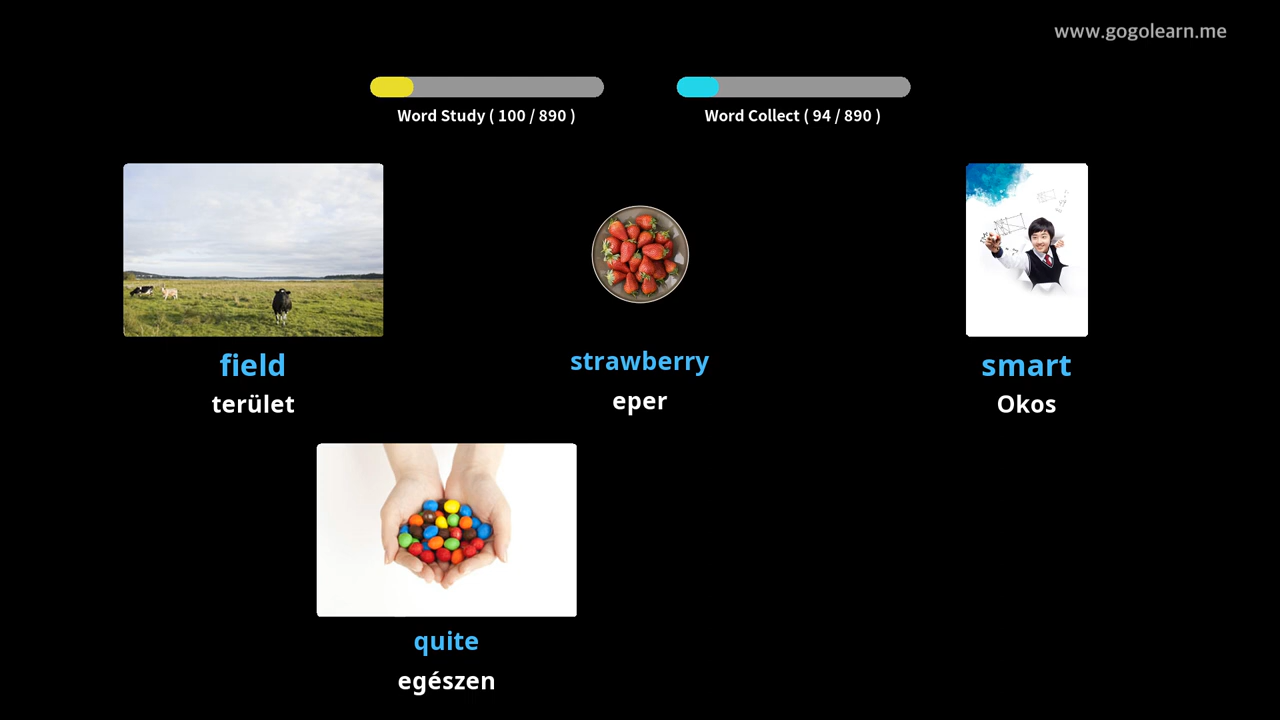 www.gogolearn.me
Word Study ( 100 / 890 )
Word Collect ( 94 / 890 )
field
terület
strawberry
eper
smart
Okos
quite
egészen